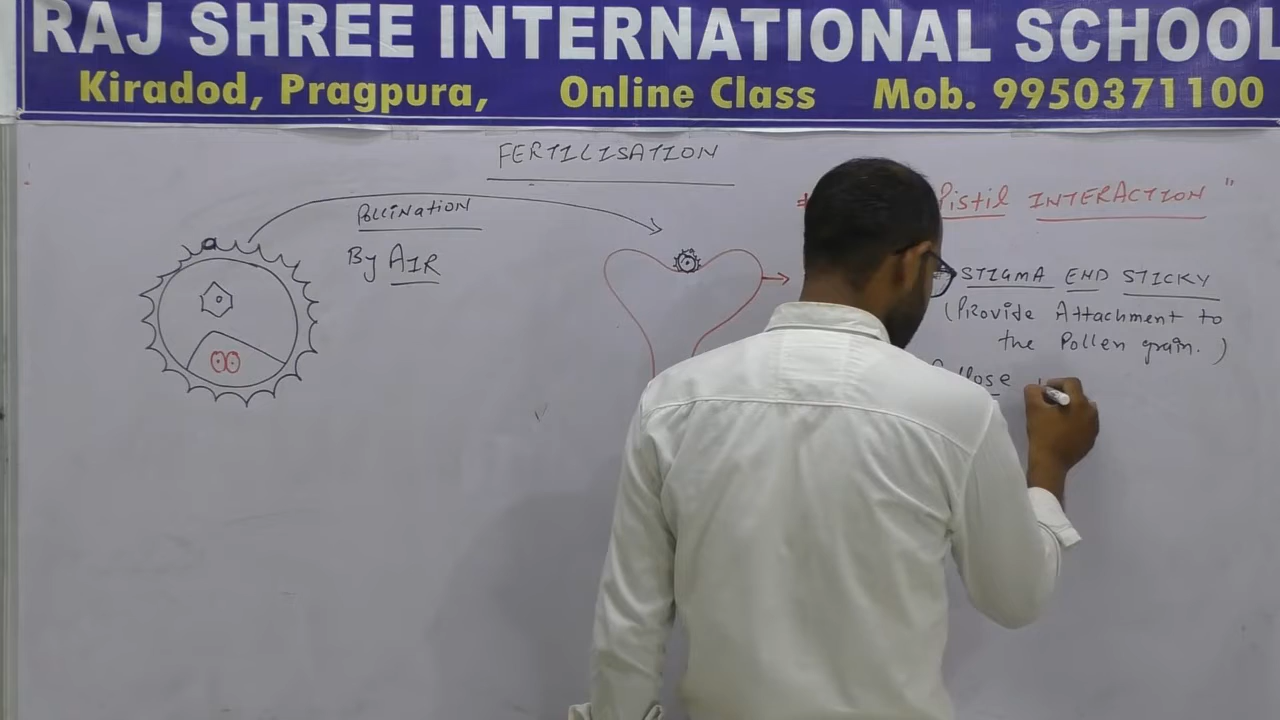 RAJ SHREE INTERNATIONAL SCHOOL
Kiradod, Pragpura, Online Class Mob. 9950371100
FERTILISATION
POLLINATION
By AIR
Pistil INTERACTION "
STIGMA END STICKY
(Provide Attachment to
the Pollen grain.)